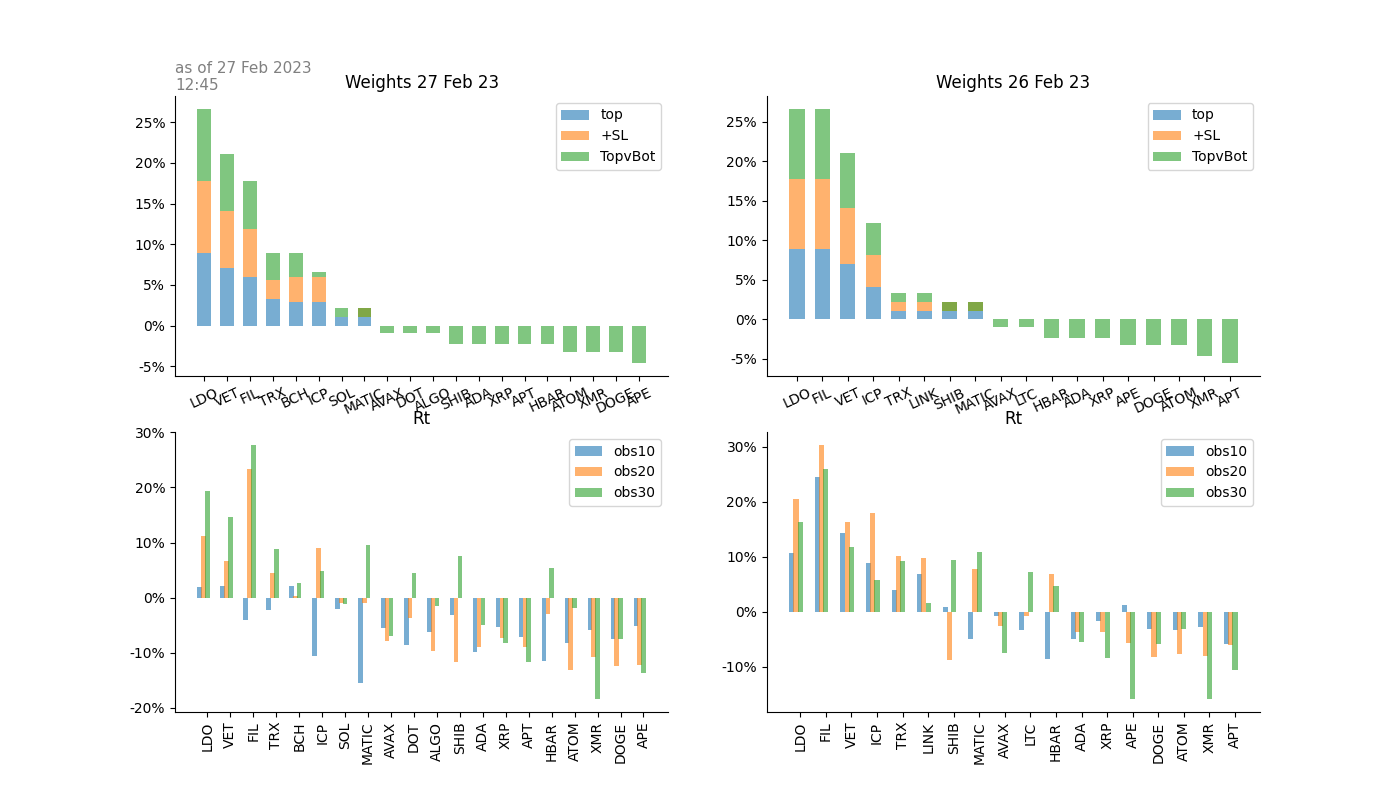 as of 27 Feb 2023
12:45
Weights 27 Feb 23
25%
20%
15%
10%
5%
0%
-5%
top
+SL
TopvBot
LDO VET FIL TRX BCH ICP SOL MATIC AVAX DOT ALGO SHIB ADA XRP APT HBAR ATOM XMR DOGE APE
Weights 26 Feb 23
25%
20%
15%
10%
5%
0%
-5%
top
+SL
TopvBot
LDO FIL VET ICP TRX LINK SHIB MATIC AVAX LTC HBAR ADA XRP APE DOGE ATOM XMR APT
Rt
30%
20%
10%
0%
-10%
-20%
obs10
obs20
obs30
LDO VET FIL TRX BCH ICP SOL MATIC AVAX DOT ALGO SHIB ADA XRP APT HBAR ATOM XMR DOGE APE
Rt
30%
20%
10%
0%
-10%
obs10
obs20
obs30
LDO FIL VET ICP TRX LINK SHIB MATIC AVAX LTC HBAR ADA XRP APE DOGE ATOM XMR APT